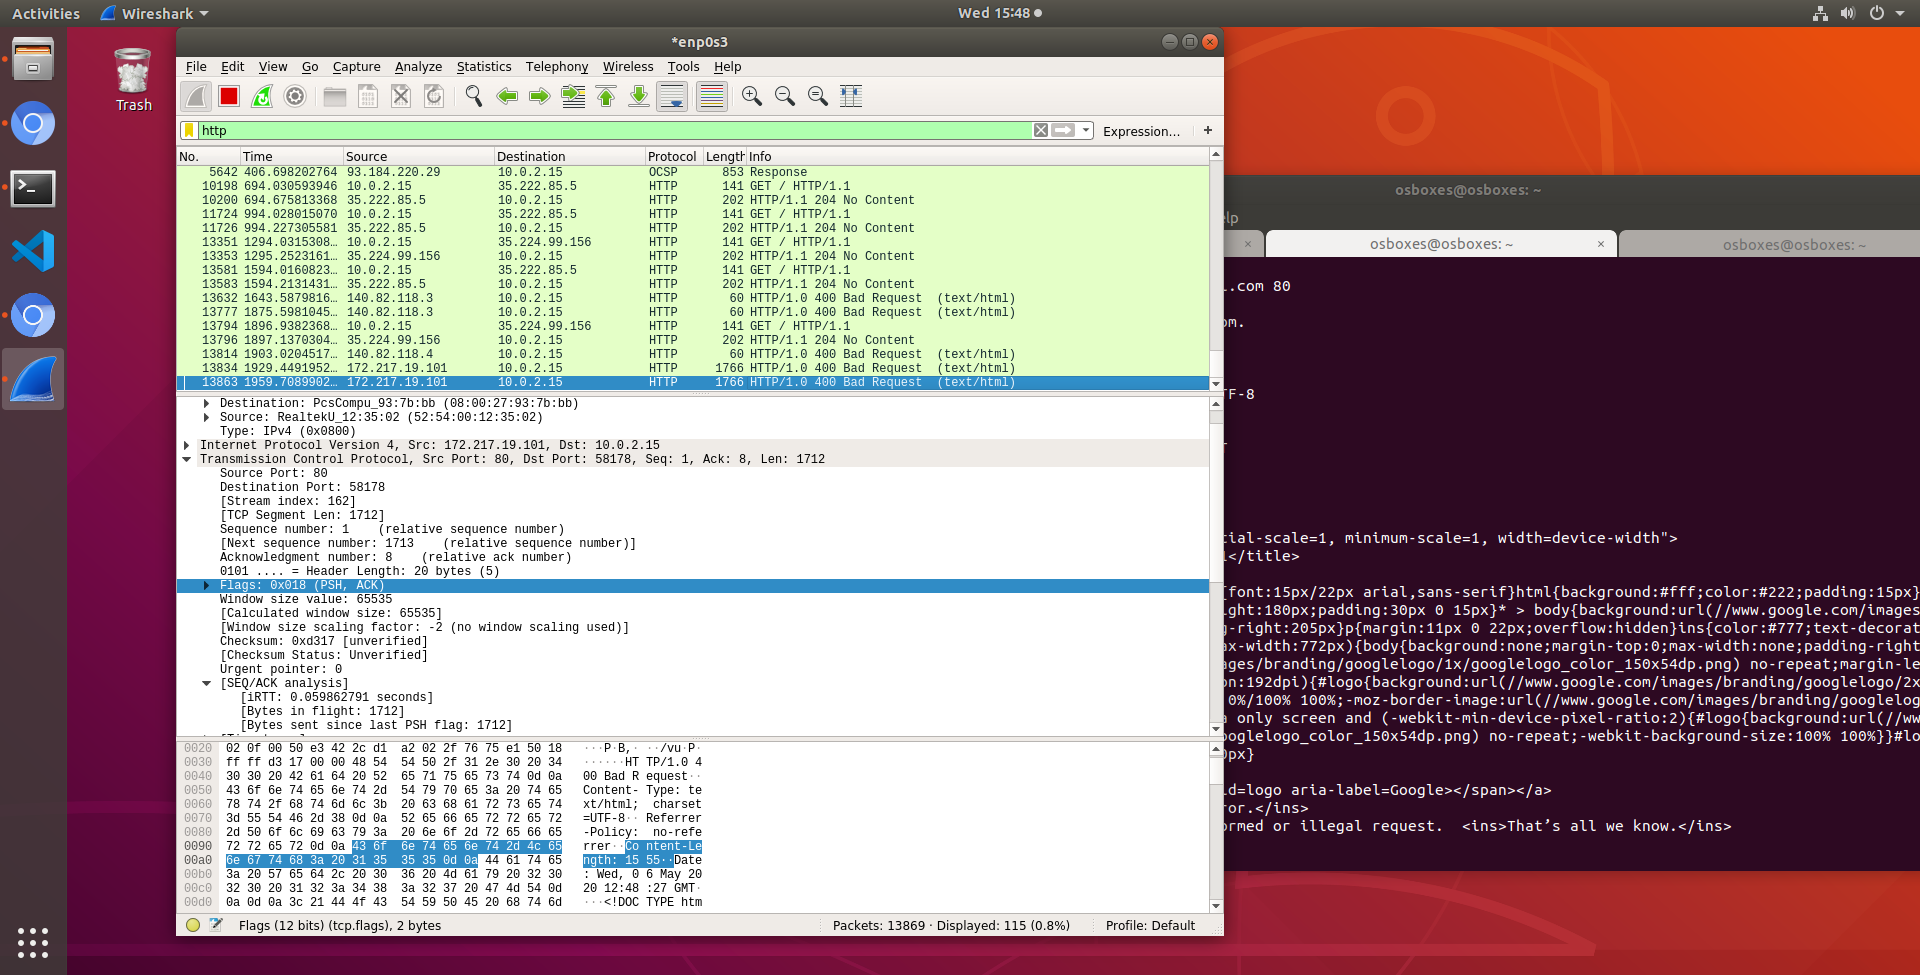 Activities
Wireshark
Wed 15:48
Trash
*enp0s3
File Edit View Go Capture Analyze Statistics Telephony Wireless Tools Help
http
Expression…
+
No. Time Source Destination Protocol Length Info
5642 406.698202764 93.184.220.29 10.0.2.15 OCSP 853 Response
10198 694.030593946 10.0.2.15 35.222.85.5 HTTP 141 GET / HTTP/1.1
10200 694.675813368 35.222.85.5 10.0.2.15 HTTP 202 HTTP/1.1 204 No Content
11724 994.028015070 10.0.2.15 35.222.85.5 HTTP 141 GET / HTTP/1.1
11726 994.227305581 35.222.85.5 10.0.2.15 HTTP 202 HTTP/1.1 204 No Content
13351 1294.0315308… 10.0.2.15 35.224.99.156 HTTP 141 GET / HTTP/1.1
13353 1295.2523161… 35.224.99.156 10.0.2.15 HTTP 202 HTTP/1.1 204 No Content
13581 1594.0160823… 10.0.2.15 35.222.85.5 HTTP 141 GET / HTTP/1.1
13583 1594.2131431… 35.222.85.5 10.0.2.15 HTTP 202 HTTP/1.1 204 No Content
13632 1643.5879816… 140.82.118.3 10.0.2.15 HTTP 60 HTTP/1.0 400 Bad Request (text/html)
13777 1875.5981045… 140.82.118.3 10.0.2.15 HTTP 60 HTTP/1.0 400 Bad Request (text/html)
13794 1896.9382368… 10.0.2.15 35.224.99.156 HTTP 141 GET / HTTP/1.1
13796 1897.1370304… 35.224.99.156 10.0.2.15 HTTP 202 HTTP/1.1 204 No Content
13814 1903.0204517… 140.82.118.4 10.0.2.15 HTTP 60 HTTP/1.0 400 Bad Request (text/html)
13834 1929.4491952… 172.217.19.101 10.0.2.15 HTTP 1766 HTTP/1.0 400 Bad Request (text/html)
13863 1959.7089902… 172.217.19.101 10.0.2.15 HTTP 1766 HTTP/1.0 400 Bad Request (text/html)
Destination: PcsCompu_93:7b:bb (08:00:27:93:7b:bb)
Source: RealtekU_12:35:02 (52:54:00:12:35:02)
Type: IPv4 (0x0800)
Internet Protocol Version 4, Src: 172.217.19.101, Dst: 10.0.2.15
Transmission Control Protocol, Src Port: 80, Dst Port: 58178, Seq: 1, Ack: 8, Len: 1712
Source Port: 80
Destination Port: 58178
[Stream index: 162]
[TCP Segment Len: 1712]
Sequence number: 1 (relative sequence number)
[Next sequence number: 1713 (relative sequence number)]
Acknowledgment number: 8 (relative ack number)
0101 .... = Header Length: 20 bytes (5)
Flags: 0x018 (PSH, ACK)
Window size value: 65535
[Calculated window size: 65535]
[Window size scaling factor: -2 (no window scaling used)]
Checksum: 0xd317 [unverified]
[Checksum Status: Unverified]
Urgent pointer: 0
[SEQ/ACK analysis]
[iRTT: 0.059862791 seconds]
[Bytes in flight: 1712]
[Bytes sent since last PSH flag: 1712]
0020 02 0f 00 50 e3 42 2c d1 a2 02 2f 76 75 e1 50 18 ···P·B,· ··/vu·P·
0030 ff ff d3 17 00 00 48 54 54 50 2f 31 2e 30 20 34 ······HT TP/1.0 4
0040 30 30 20 42 61 64 20 52 65 71 75 65 73 74 0d 0a 00 Bad R equest··
0050 43 6f 6e 74 65 6e 74 2d 54 79 70 65 3a 20 74 65 Content- Type: te
0060 78 74 2f 68 74 6d 6c 3b 20 63 68 61 72 73 65 74 xt/html; charset
0070 3d 55 54 46 2d 38 0d 0a 52 65 66 65 72 72 65 72 =UTF-8·· Referrer
0080 2d 50 6f 6c 69 63 79 3a 20 6e 6f 2d 72 65 66 65 -Policy: no-refe
0090 72 72 65 72 0d 0a 43 6f 6e 74 65 6e 74 2d 4c 65 rrer··Co ntent-Le
00a0 6e 67 74 68 3a 20 31 35 35 35 0d 0a 44 61 74 65 ngth: 15 55··Date
00b0 3a 20 57 65 64 2c 20 30 36 20 4d 61 79 20 32 30 : Wed, 0 6 May 20
00c0 32 30 20 31 32 3a 34 38 3a 32 37 20 47 4d 54 0d 20 12:48 :27 GMT·
00d0 0a 0d 0a 3c 21 44 4f 43 54 59 50 45 20 68 74 6d ···<!DOC TYPE htm
Flags (12 bits) (tcp.flags), 2 bytes
Packets: 13869 · Displayed: 115 (0.8%)
Profile: Default
osboxes@osboxes: ~
elp
osboxes@osboxes: ~
osboxes@osboxes: ~
l.com 80
om.
TF-8
tial-scale=1, minimum-scale=1, width=device-width">
1</title>
{font:15px/22px arial,sans-serif}html{background:#fff;color:#222;padding:15px}
ight:180px;padding:30px 0 15px}* > body{background:url(//www.google.com/images
g-right:205px}p{margin:11px 0 22px;overflow:hidden}ins{color:#777;text-decorat
ax-width:772px){body{background:none;margin-top:0;max-width:none;padding-right
ages/branding/googlelogo/1x/googlelogo_color_150x54dp.png) no-repeat;margin-le
on:192dpi){#logo{background:url(//www.google.com/images/branding/googlelogo/2x
0%/100% 100%;-moz-border-image:url(//www.google.com/images/branding/googlelogo
a only screen and (-webkit-min-device-pixel-ratio:2){#logo{background:url(//ww
ooglelogo_color_150x54dp.png) no-repeat;-webkit-background-size:100% 100%}}#lo
0px}
id=logo aria-label=Google></span></a>
ror.</ins>
ormed or illegal request. <ins>That’s all we know.</ins>